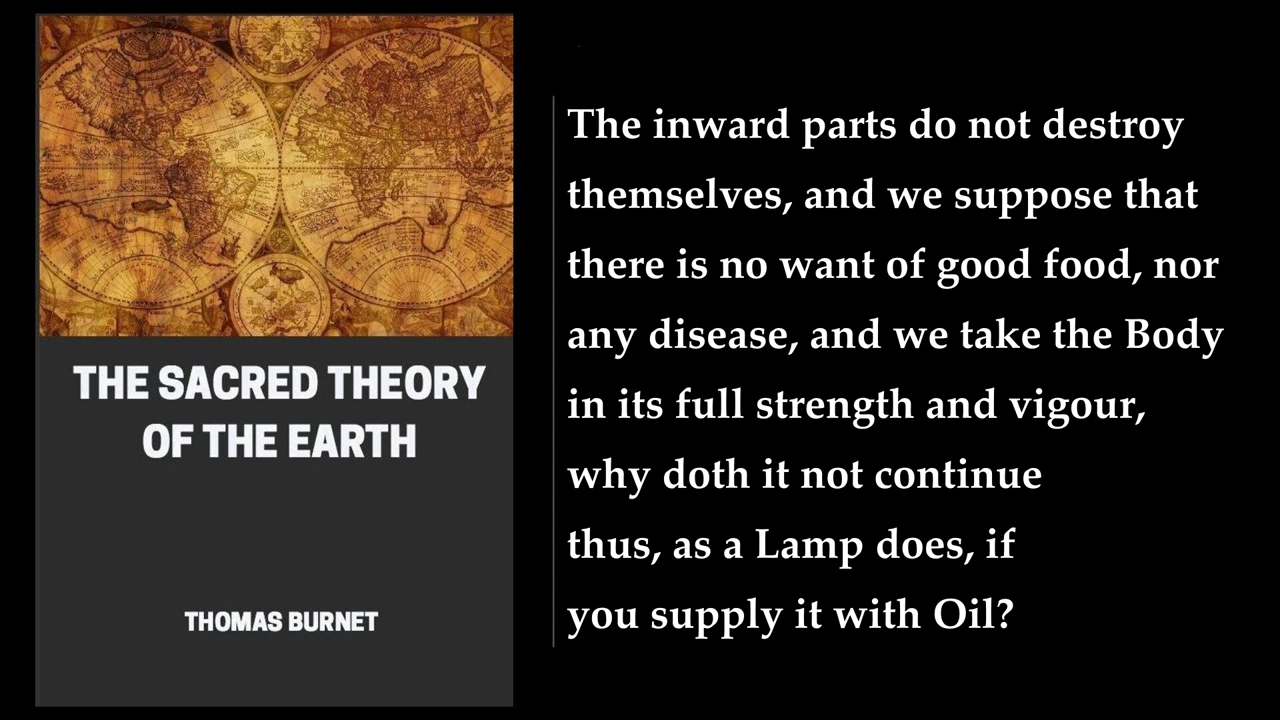 THE SACRED THEORY
OF THE EARTH
THOMAS BURNET
The inward parts do not destroy
themselves, and we suppose that
there is no want of good food, nor
any disease, and we take the Body
in its full strength and vigour,
why doth it not continue
thus, as a Lamp does, if
you supply it with Oil?